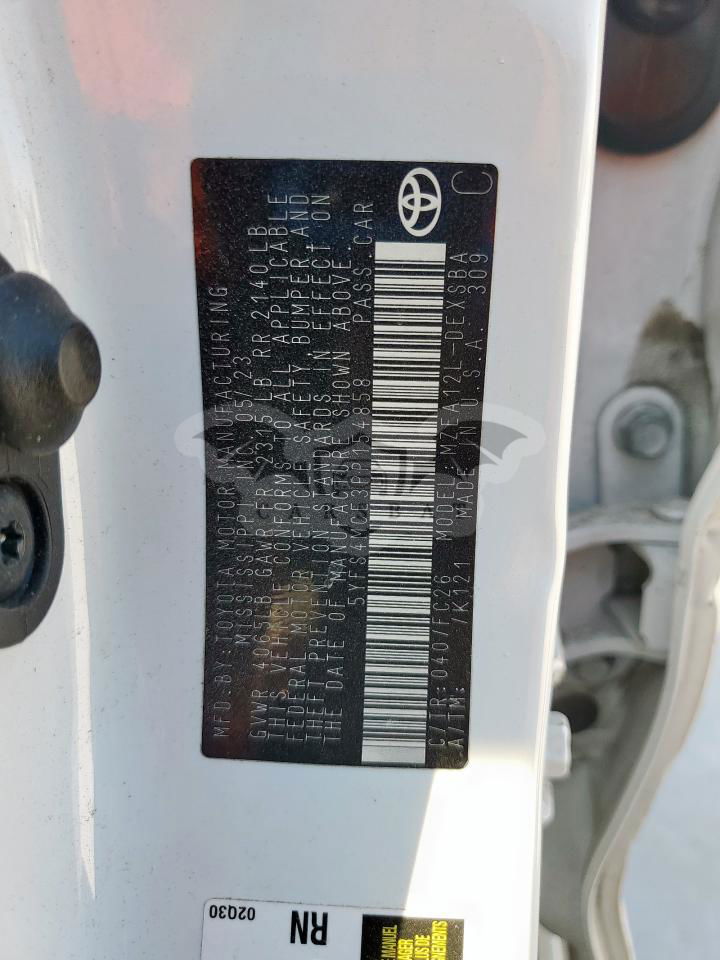 MFD.BY:TOYOTA MOTOR MANUFACTURING
MISSISSIPPI, INC. 05/23
GVWR 4065LB GAWR FR 2315LB RR 2140LB
THIS VEHICLE CONFORMS TO ALL APPLICABLE
FEDERAL MOTOR VEHICLE SAFETY, BUMPER, AND
THEFT PREVENTION STANDARDS IN EFFECT ON
THE DATE OF MANUFACTURE SHOWN ABOVE.
PASS. CAR
C/TR: 040/FC26 MODEL: MZEA12L-DEXSBA
A/TM: /K121 MADE IN U.S.A. 309
C
02Q30
RN
MANUEL